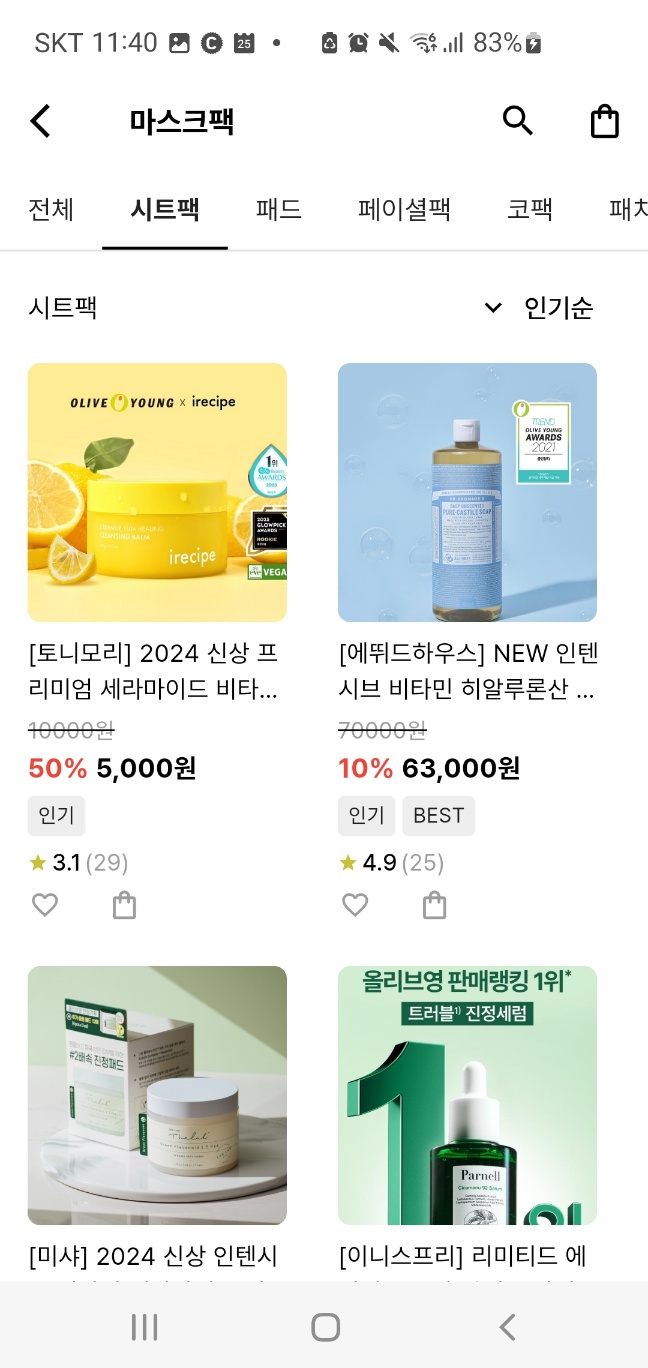 SKT 11:40
25
6
83%
마스크팩
전체 시트팩 패드 페이셜팩 코팩 패치
시트팩
인기순
OLIVE YOUNG x irecipe
1위
AWARDS
2023
GLOWPICK
AWARDS
ROOKIE
CLEANSING BALM
irecipe
VEGA
[토니모리] 2024 신상 프
리미엄 세라마이드 비타...
10000원
50% 5,000원
인기
3.1 (29)
TREND
OLIVE YOUNG
AWARDS
2021
DR. BRONNER'S
PURE-CASTILE SOAP
[에뛰드하우스] NEW 인텐
시브 비타민 히알루론산 ...
70000원
10% 63,000원
인기 BEST
4.9 (25)
#2배속 진정패드
[미샤] 2024 신상 인텐시
올리브영 판매랭킹 1위*
트러블1) 진정세럼
1
Parnell
[이니스프리] 리미티드 에